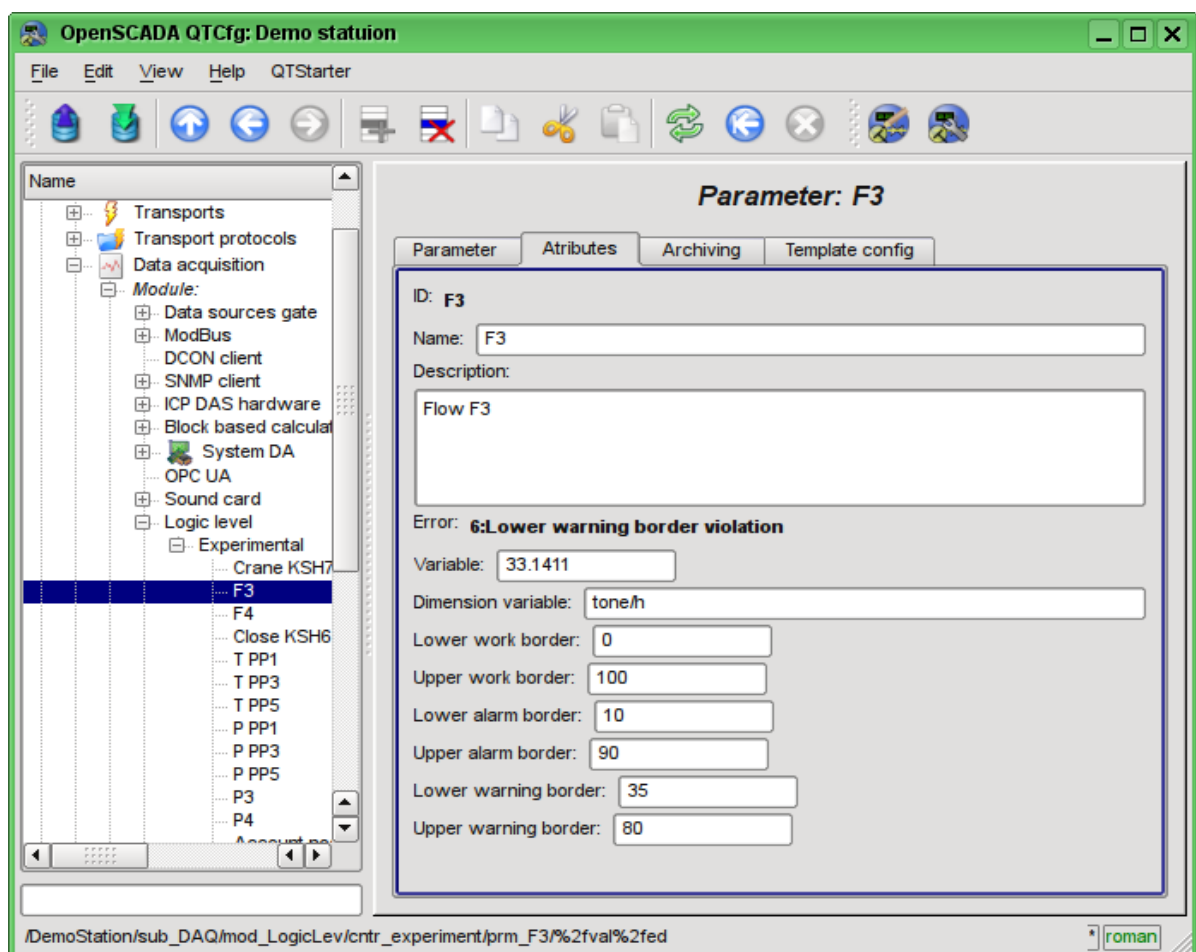 OpenSCADA QTCfg: Demo statuion
File Edit View Help QTStarter
Name
Transports
Transport protocols
Data acquisition
Module:
Data sources gate
ModBus
DCON client
SNMP client
ICP DAS hardware
Block based calculat
System DA
OPC UA
Sound card
Logic level
Experimental
Crane KSH7
F3
F4
Close KSH6
T PP1
T PP3
T PP5
P PP1
P PP3
P PP5
P3
P4
Parameter: F3
Parameter Atributes Archiving Template config
ID: F3
Name: F3
Description:
Flow F3
Error: 6:Lower warning border violation
Variable: 33.1411
Dimension variable: tone/h
Lower work border: 0
Upper work border: 100
Lower alarm border: 10
Upper alarm border: 90
Lower warning border: 35
Upper warning border: 80
/DemoStation/sub_DAQ/mod_LogicLev/cntr_experiment/prm_F3/%2fval%2fed
* roman